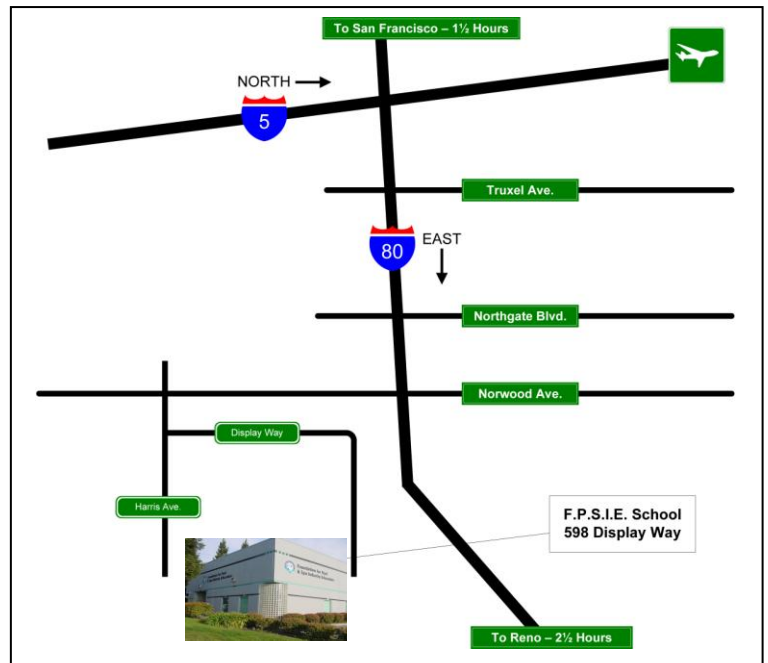 To San Francisco – 1½ Hours
NORTH
5
Truxel Ave.
80
EAST
Northgate Blvd.
Norwood Ave.
Display Way
Harris Ave.
F.P.S.I.E. School
598 Display Way
To Reno – 2½ Hours